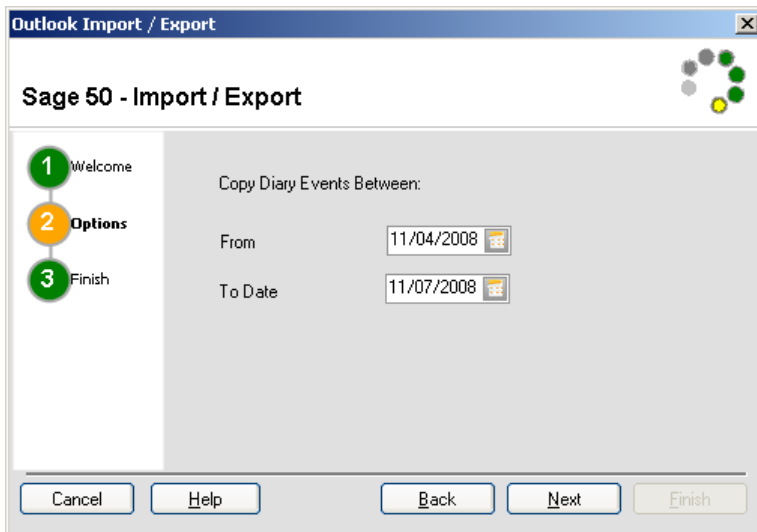 Outlook Import / Export
Sage 50 - Import / Export
1 Welcome
2 Options
3 Finish
Copy Diary Events Between:
From 11/04/2008
To Date 11/07/2008
Cancel Help Back Next Finish